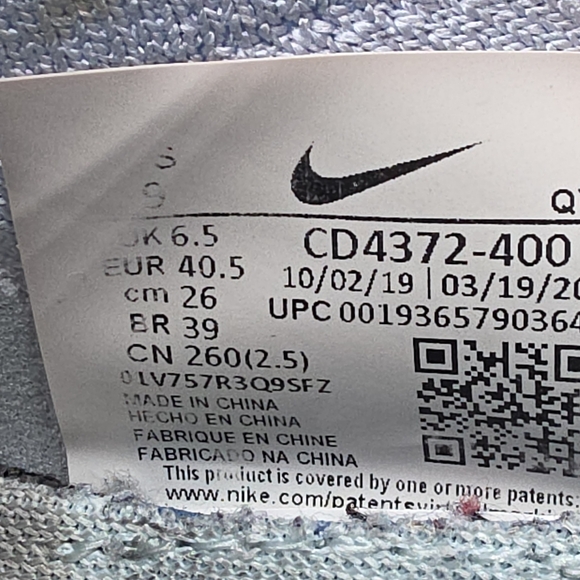 S
9
Q
UK 6.5
EUR 40.5
cm 26
BR 39
CN 260(2.5)
CD4372-400
10/02/19 | 03/19/20
UPC 0019365790364
01V757R3Q9SFZ
MADE IN CHINA
HECHO EN CHINA
FABRIQUE EN CHINE
FABRICADO NA CHINA
This product is covered by one or more patents
www.nike.com/patents